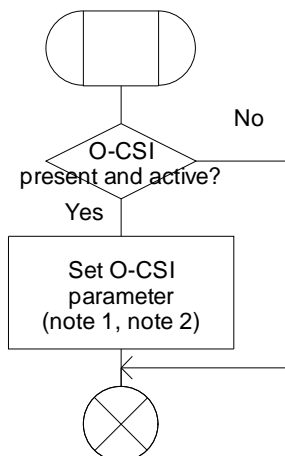 O-CSI
present and active?
No
Yes
Set O-CSI
parameter
(note 1, note 2)